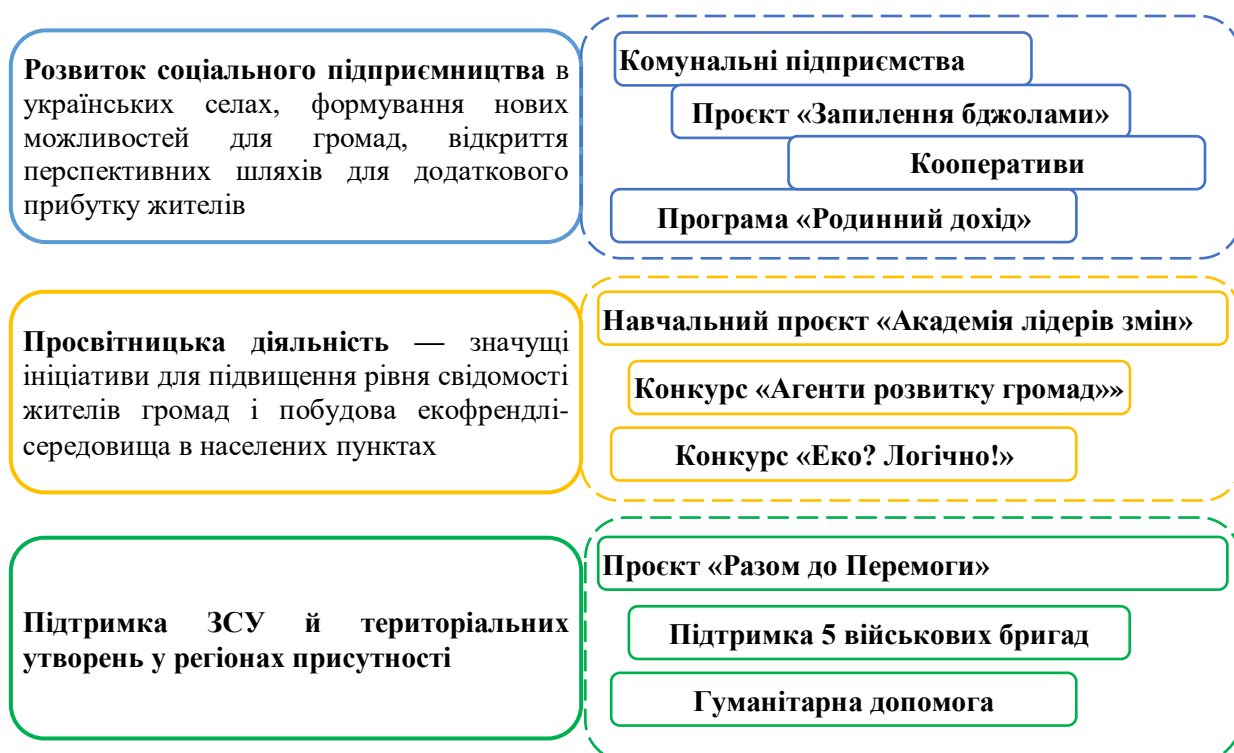 Розвиток соціального підприємництва в
українських селах, формування нових
можливостей для громад, відкриття
перспективних шляхів для додаткового
прибутку жителів
Комунальні підприємства
Проєкт «Запилення бджолами»
Кооперативи
Програма «Родинний дохід»
Просвітницька діяльність — значущі
ініціативи для підвищення рівня свідомості
жителів громад і побудова екофрендлі-
середовища в населених пунктах
Навчальний проєкт «Академія лідерів змін»
Конкурс «Агенти розвитку громад»»
Конкурс «Еко? Логічно!»
Підтримка ЗСУ й територіальних
утворень у регіонах присутності
Проєкт «Разом до Перемоги»
Підтримка 5 військових бригад
Гуманітарна допомога